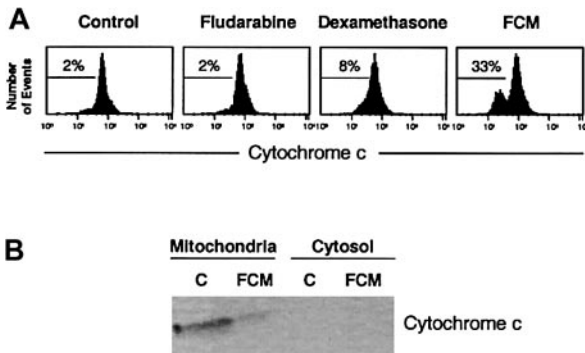 A
Control Fludarabine Dexamethasone FCM
Number of Events
2% 2% 8% 33%
Cytochrome c
B
Mitochondria Cytosol
C FCM C FCM
Cytochrome c